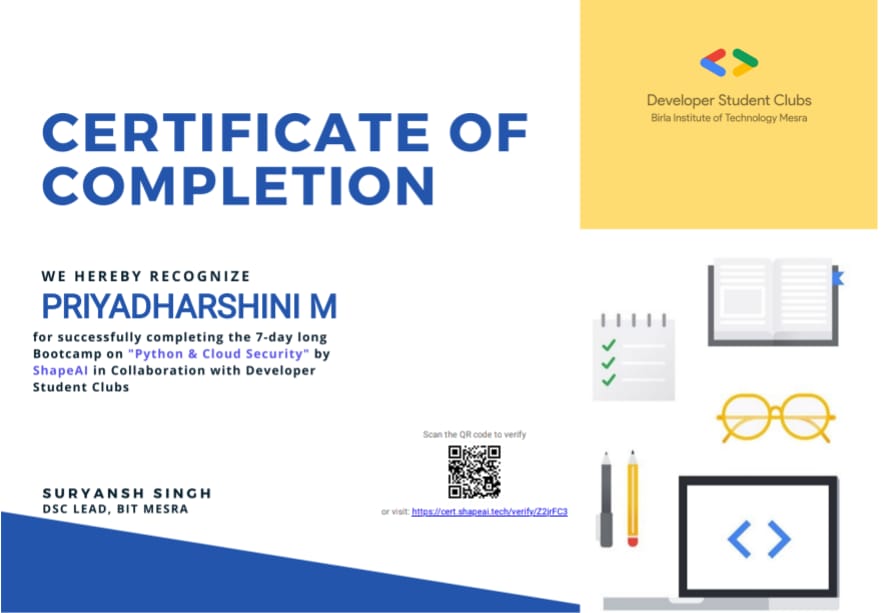 CERTIFICATE OF
COMPLETION
Developer Student Clubs
Birla Institute of Technology Mesra
WE HEREBY RECOGNIZE
PRIYADHARSHINI M
for successfully completing the 7-day long
Bootcamp on "Python & Cloud Security" by
ShapeAI in Collaboration with Developer
Student Clubs
Scan the QR code to verify
or visit: https://cert.shapeai.tech/verify/Z2jrFC3
SURYANSH SINGH
DSC LEAD, BIT MESRA